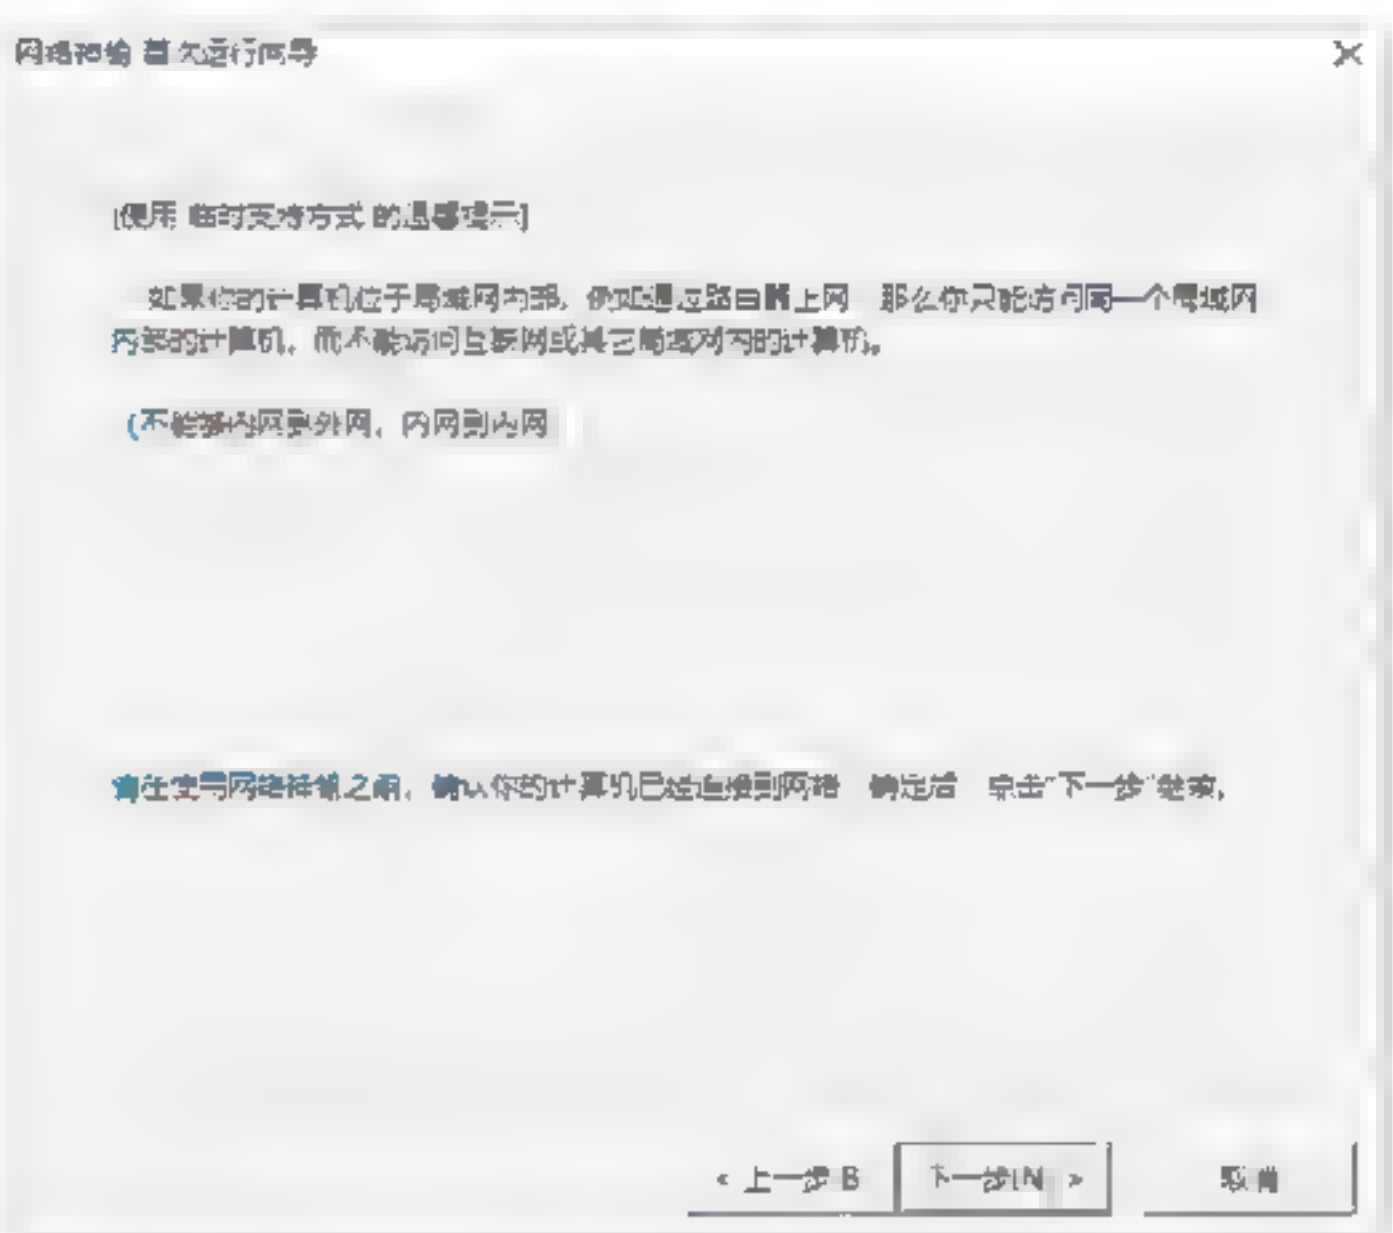 网络传输 首次运行向导
[使用 临时支持方式 的温馨提示]
如果你的计算机位于局域网内部,例如通过路由器上网 那么你只能访问同一个局域网
内部的计算机,而不能访问互联网或其它局域网内的计算机。
(不能够内网到外网,内网到内网
请在使用网络传输之前,确认你的计算机已经连接到网络 确定后 点击“下一步”继续。
< 上一步 B
下一步[N] >
取消